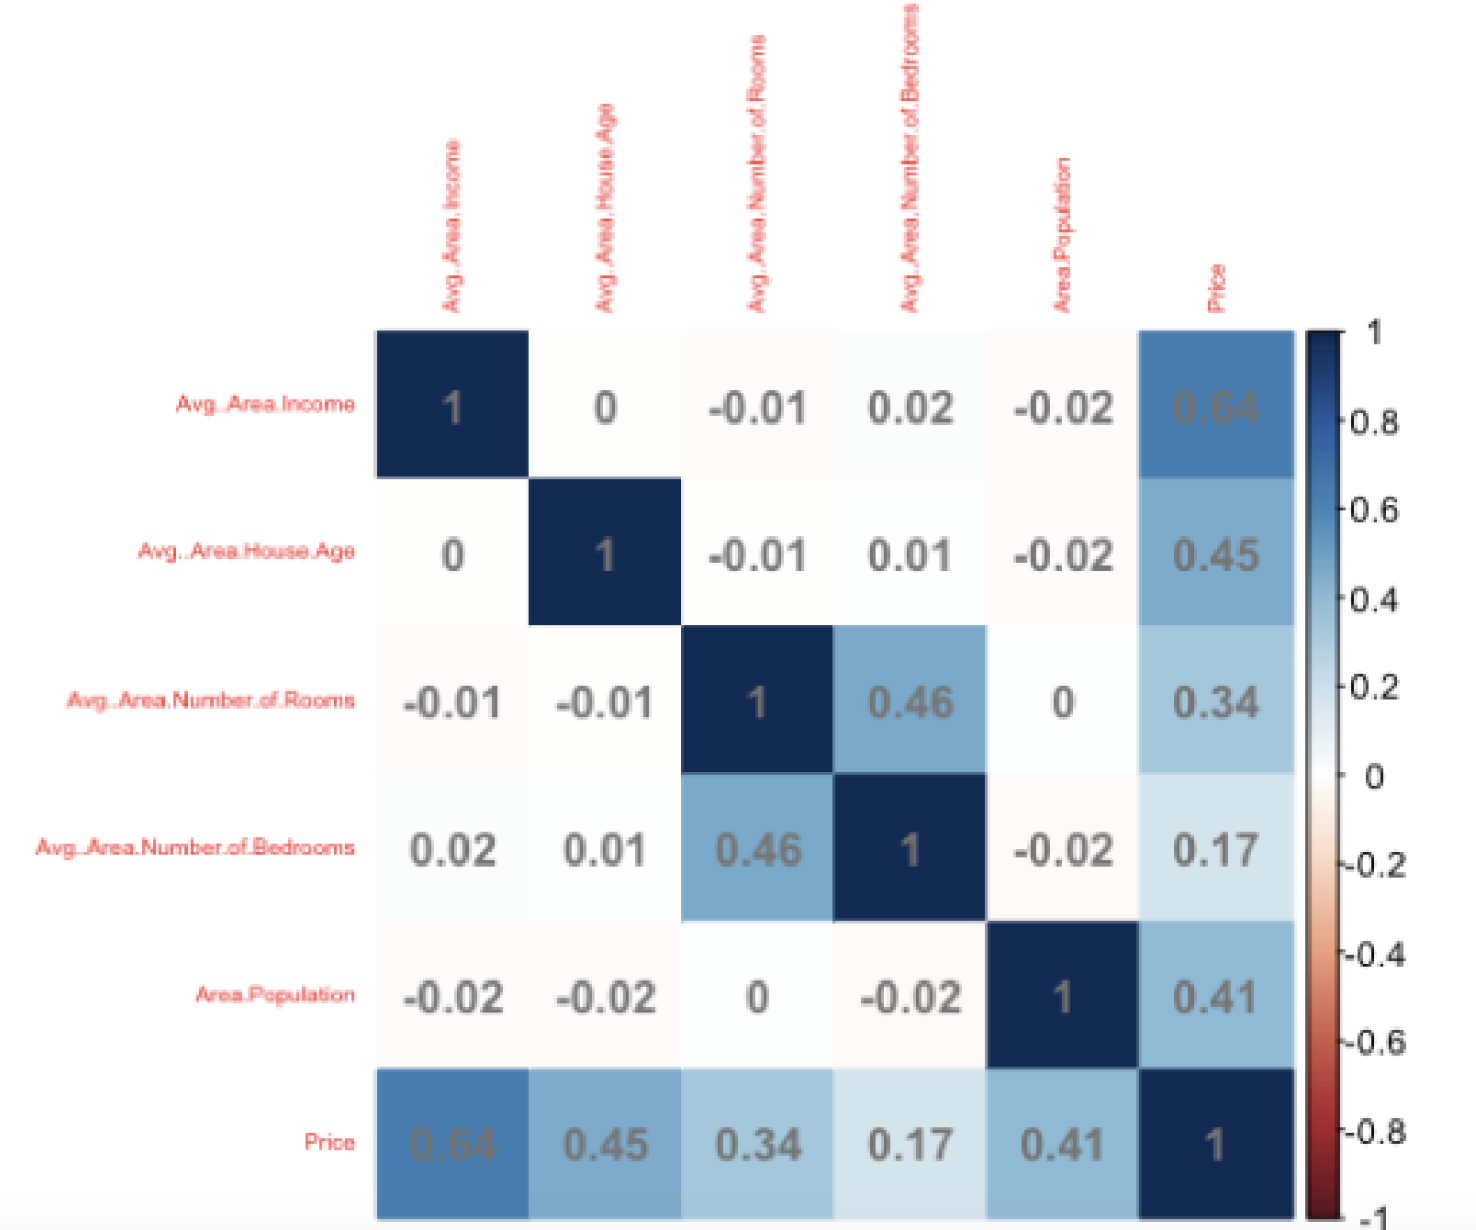 Avg..Area.Income
Avg..Area.House.Age
Avg..Area.Number.of.Rooms
Avg..Area.Number.of.Bedrooms
Area.Population
Price
Avg..Area.Income 1 0 -0.01 0.02 -0.02 0.64
Avg..Area.House.Age 0 1 -0.01 0.01 -0.02 0.45
Avg..Area.Number.of.Rooms -0.01 -0.01 1 0.46 0 0.34
Avg..Area.Number.of.Bedrooms 0.02 0.01 0.46 1 -0.02 0.17
Area.Population -0.02 -0.02 0 -0.02 1 0.41
Price 0.64 0.45 0.34 0.17 0.41 1
1
0.8
0.6
0.4
0.2
0
-0.2
-0.4
-0.6
-0.8
-1